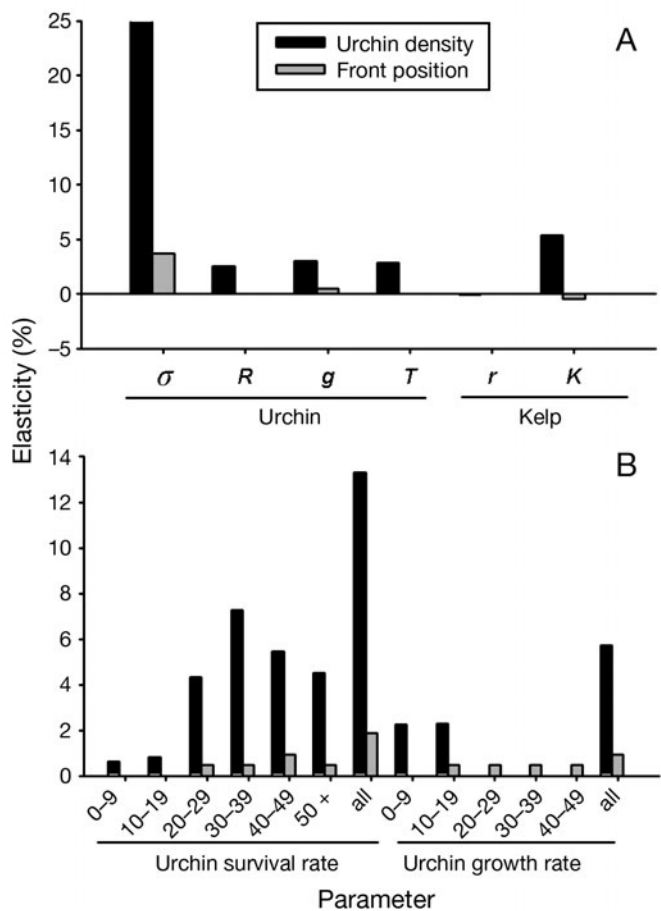 A
Urchin density
Front position
25
20
15
10
5
0
–5
σ R g T r K
Urchin Kelp
Elasticity (%)
B
14
12
10
8
6
4
2
0
0–9 10–19 20–29 30–39 40–49 50 + all 0–9 10–19 20–29 30–39 40–49 all
Urchin survival rate Urchin growth rate
Parameter